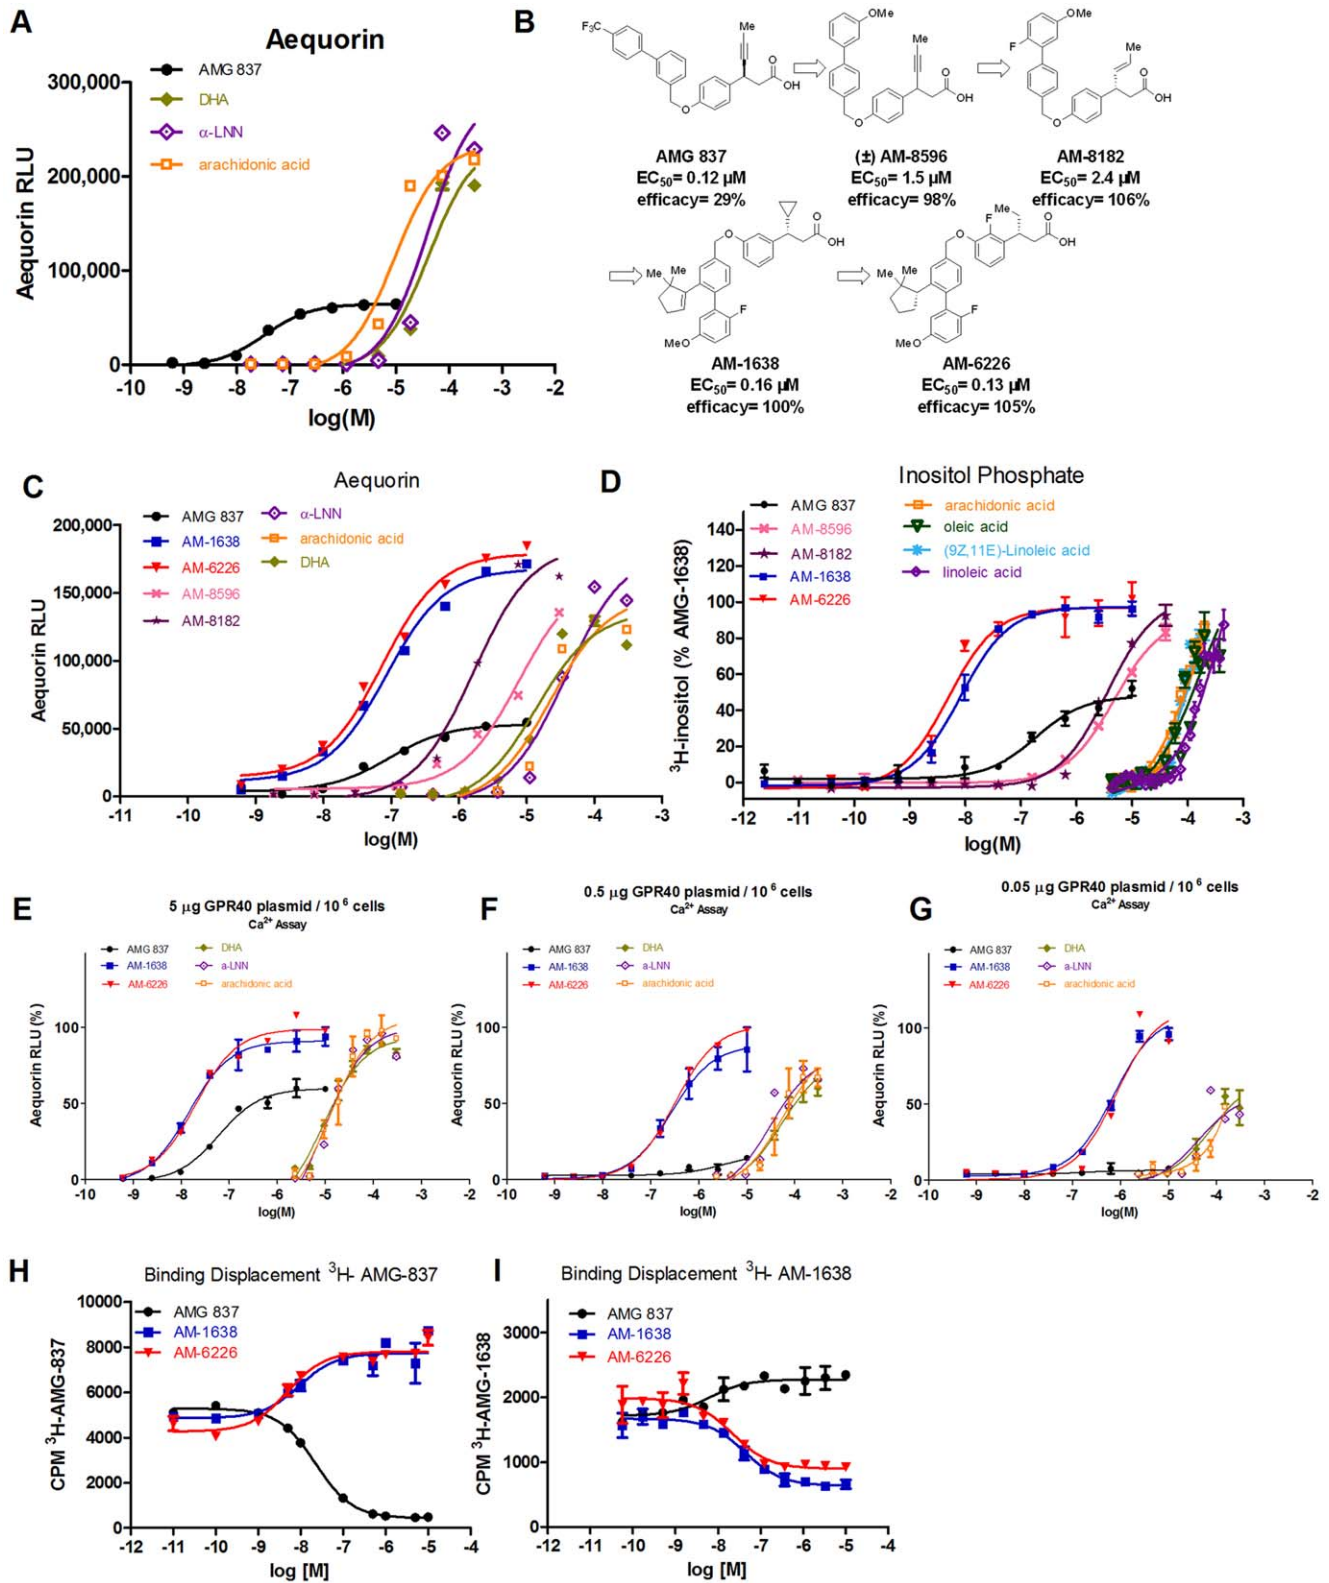 A
Aequorin
AMG 837
DHA
α-LNN
arachidonic acid
Aequorin RLU
300,000
200,000
100,000
0
-10 -9 -8 -7 -6 -5 -4 -3 -2
log(M)
B
F₃C
Me
O
OH
O
OMe
Me
O
OH
O
OMe
F
Me
O
OH
O
AMG 837
EC₅₀= 0.12 µM
efficacy= 29%
(±) AM-8596
EC₅₀= 1.5 µM
efficacy= 98%
AM-8182
EC₅₀= 2.4 µM
efficacy= 106%
O
O
OH
Me Me
F
MeO
O
F
Me
O
OH
Me Me
F
MeO
AM-1638
EC₅₀= 0.16 µM
efficacy= 100%
AM-6226
EC₅₀= 0.13 µM
efficacy= 105%
C
Aequorin
AMG 837
AM-1638
AM-6226
AM-8596
AM-8182
α-LNN
arachidonic acid
DHA
Aequorin RLU
200,000
150,000
100,000
50,000
0
-11 -10 -9 -8 -7 -6 -5 -4 -3
log(M)
D
Inositol Phosphate
AMG 837
AM-8596
AM-8182
AM-1638
AM-6226
arachidonic acid
oleic acid
(9Z,11E)-Linoleic acid
linoleic acid
³H-inositol (% AMG-1638)
140
120
100
80
60
40
20
0
-12 -11 -10 -9 -8 -7 -6 -5 -4 -3
log(M)
E
5 µg GPR40 plasmid / 10⁶ cells
Ca²⁺ Assay
AMG 837
AM-1638
AM-6226
DHA
a-LNN
arachidonic acid
Aequorin RLU (%)
100
50
0
-10 -9 -8 -7 -6 -5 -4 -3 -2
log(M)
F
0.5 µg GPR40 plasmid / 10⁶ cells
Ca²⁺ Assay
AMG 837
AM-1638
AM-6226
DHA
a-LNN
arachidonic acid
Aequorin RLU (%)
100
50
0
-10 -9 -8 -7 -6 -5 -4 -3 -2
log(M)
G
0.05 µg GPR40 plasmid / 10⁶ cells
Ca²⁺ Assay
AMG 837
AM-1638
AM-6226
DHA
a-LNN
arachidonic acid
Aequorin RLU (%)
100
50
0
-10 -9 -8 -7 -6 -5 -4 -3 -2
log(M)
H
Binding Displacement ³H- AMG-837
AMG 837
AM-1638
AM-6226
CPM ³H-AMG-837
10000
8000
6000
4000
2000
0
-12 -11 -10 -9 -8 -7 -6 -5 -4
log [M]
I
Binding Displacement ³H- AM-1638
AMG 837
AM-1638
AM-6226
CPM ³H-AMG-1638
3000
2000
1000
0
-12 -11 -10 -9 -8 -7 -6 -5 -4
log [M]